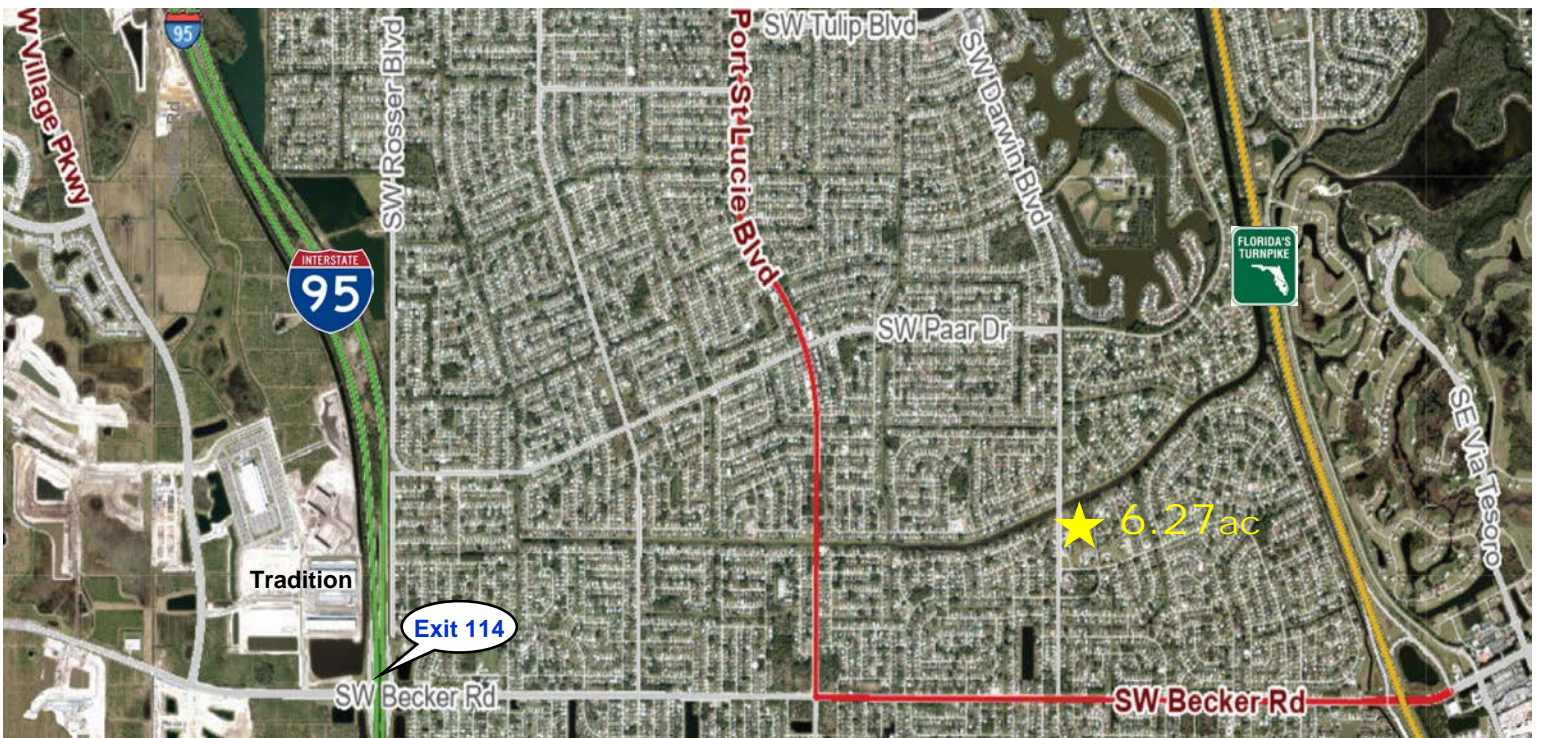 95
SW Tulip Blvd
W Village Pkwy
Rd
SW Rosser Blvd
Port St Lucie Blvd
SW Darwin Blvd
INTERSTATE
95
FLORIDA'S
TURNPIKE
SW Paar Dr
SE Via Tesoro
6.27ac
Tradition
Exit 114
SW Becker Rd
SW Becker Rd